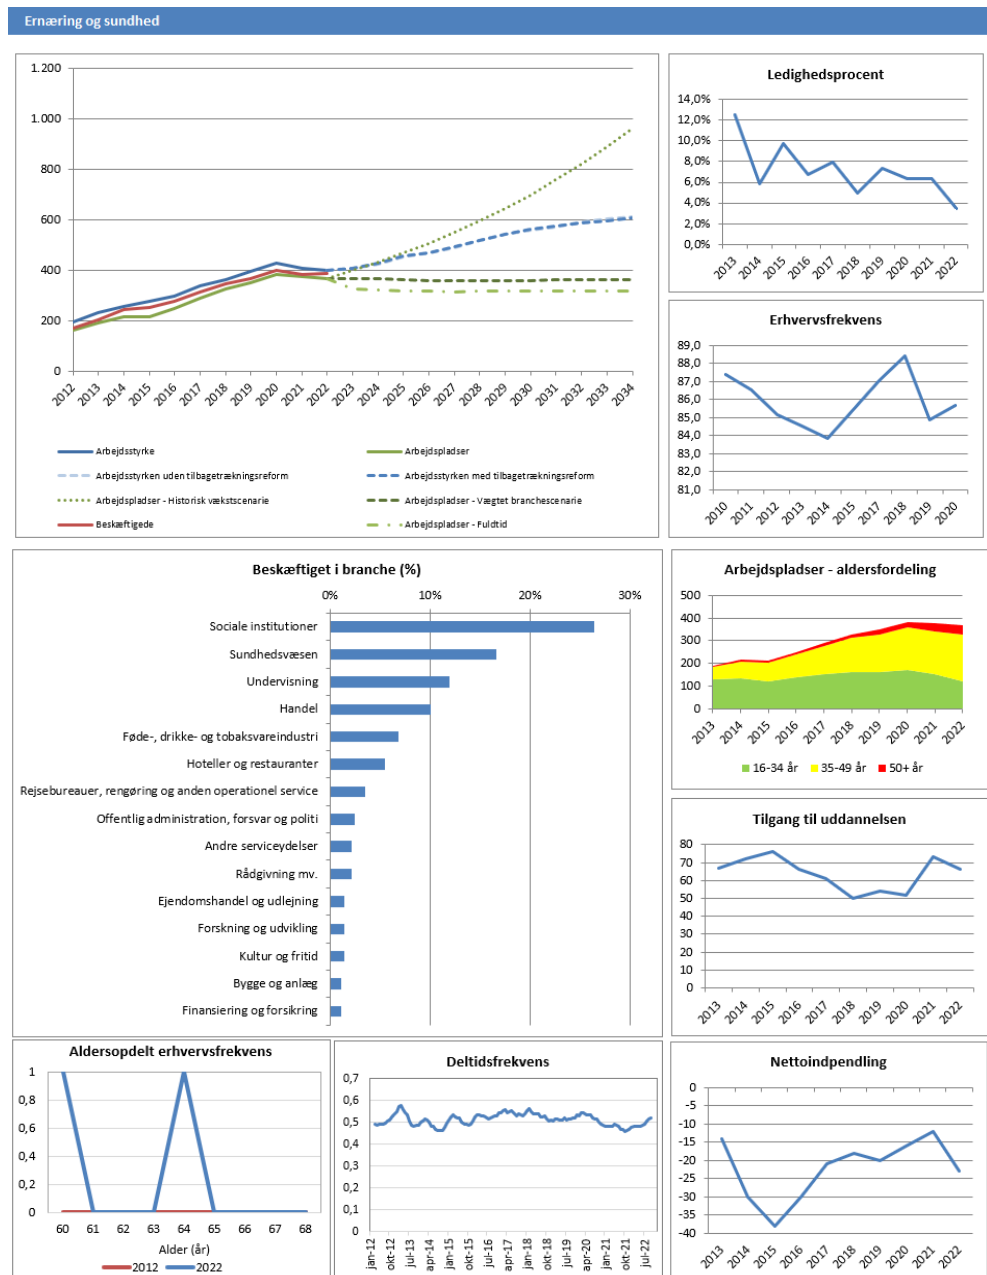 Ernæring og sundhed
1.200
1.000
800
600
400
200
0
2012 2013 2014 2015 2016 2017 2018 2019 2020 2021 2022 2023 2024 2025 2026 2027 2028 2029 2030 2031 2032 2033 2034
Arbejdsstyrke
Arbejdspladser
Arbejdsstyrken uden tilbagetrækningsreform
Arbejdsstyrken med tilbagetrækningsreform
Arbejdspladser - Historisk vækstscenarie
Arbejdspladser - Vægtet branchescenarie
Beskæftigede
Arbejdspladser - Fuldtid
Ledighedsprocent
14,0%
12,0%
10,0%
8,0%
6,0%
4,0%
2,0%
0,0%
2013 2014 2015 2016 2017 2018 2019 2020 2021 2022
Erhvervsfrekvens
89,0
88,0
87,0
86,0
85,0
84,0
83,0
82,0
81,0
2010 2011 2012 2013 2014 2015 2016 2017 2018 2019 2020
Beskæftiget i branche (%)
0% 10% 20% 30%
Sociale institutioner
Sundhedsvæsen
Undervisning
Handel
Føde-, drikke- og tobaksvareindustri
Hoteller og restauranter
Rejsebureauer, rengøring og anden operationel service
Offentlig administration, forsvar og politi
Andre serviceydelser
Rådgivning mv.
Ejendomshandel og udlejning
Forskning og udvikling
Kultur og fritid
Bygge og anlæg
Finansiering og forsikring
Arbejdspladser - aldersfordeling
500
400
300
200
100
0
2013 2014 2015 2016 2017 2018 2019 2020 2021 2022
16-34 år 35-49 år 50+ år
Tilgang til uddannelsen
80
70
60
50
40
30
20
10
0
2013 2014 2015 2016 2017 2018 2019 2020 2021 2022
Aldersopdelt erhvervsfrekvens
1
0,8
0,6
0,4
0,2
0
60 61 62 63 64 65 66 67 68
Alder (år)
2012 2022
Deltidsfrekvens
0,7
0,6
0,5
0,4
0,3
0,2
0,1
0
jan-12 okt-12 jul-13 apr-14 jan-15 okt-15 jul-16 apr-17 jan-18 okt-18 jul-19 apr-20 jan-21 okt-21 jul-22
Nettoindpendling
0
-5
-10
-15
-20
-25
-30
-35
-40
2013 2014 2015 2016 2017 2018 2019 2020 2021 2022